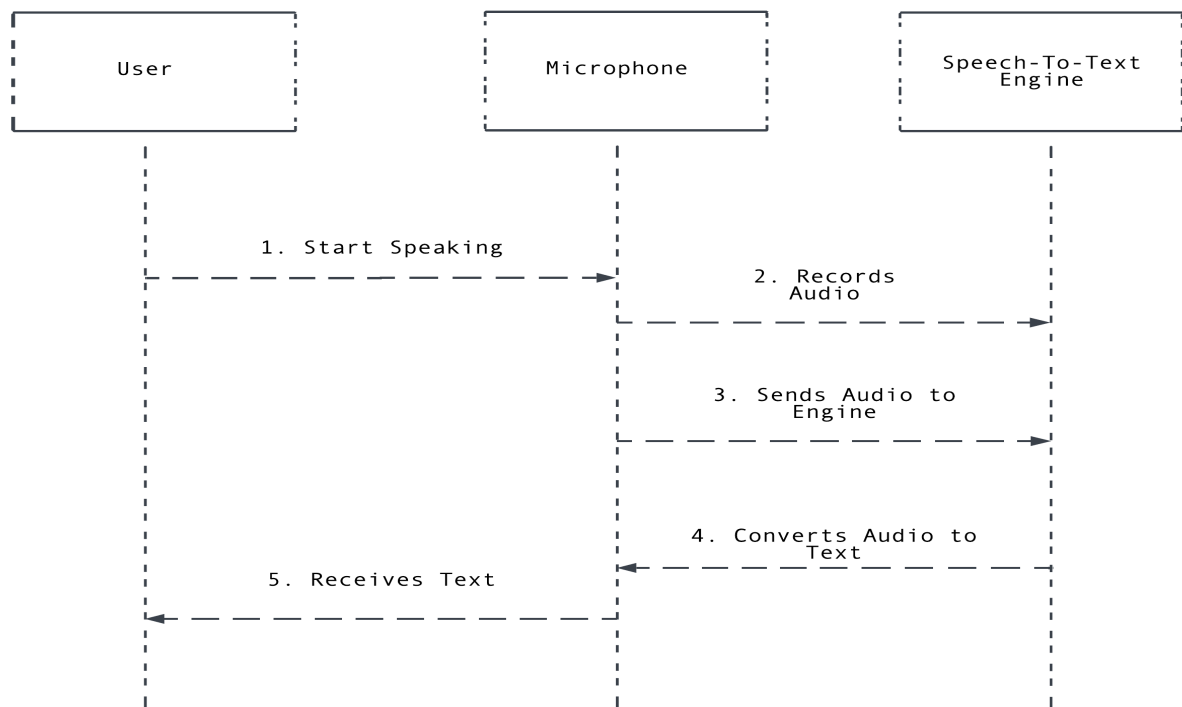 User
Microphone
Speech-To-Text
Engine
1. Start Speaking
2. Records
Audio
3. Sends Audio to
Engine
4. Converts Audio to
Text
5. Receives Text